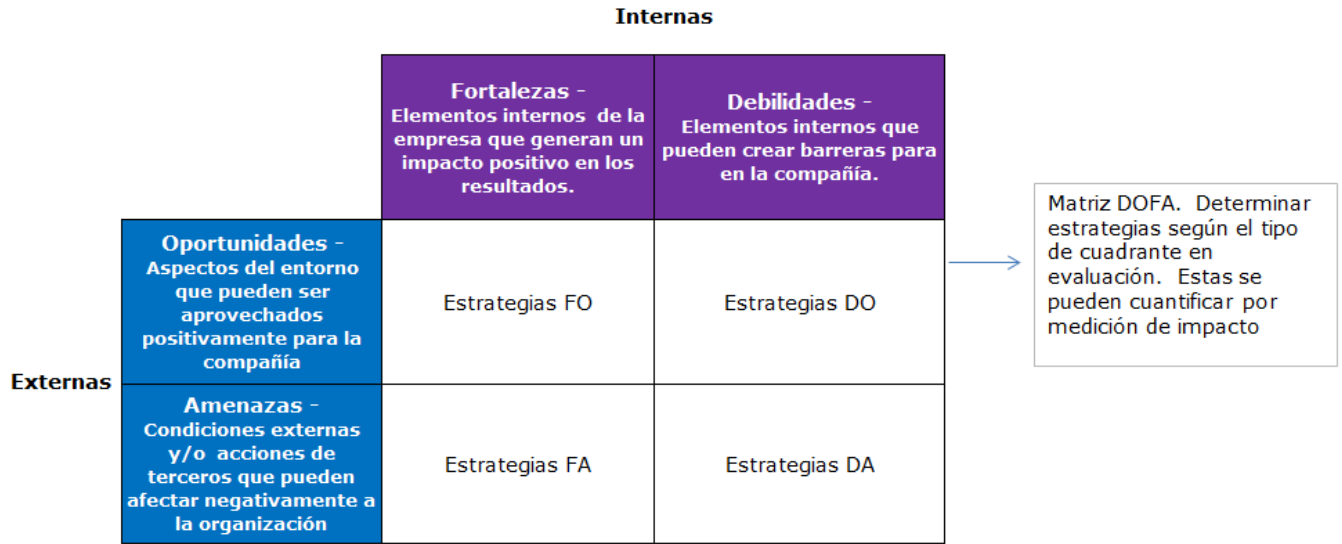 Internas
Fortalezas -
Elementos internos de la
empresa que generan un
impacto positivo en los
resultados.
Debilidades -
Elementos internos que
pueden crear barreras para
en la compañía.
Oportunidades -
Aspectos del entorno
que pueden ser
aprovechados
positivamente para la
compañía
Estrategias FO
Estrategias DO
Matriz DOFA. Determinar
estrategias según el tipo
de cuadrante en
evaluación. Estas se
pueden cuantificar por
medición de impacto
Externas
Amenazas -
Condiciones externas
y/o acciones de
terceros que pueden
afectar negativamente a
la organización
Estrategias FA
Estrategias DA